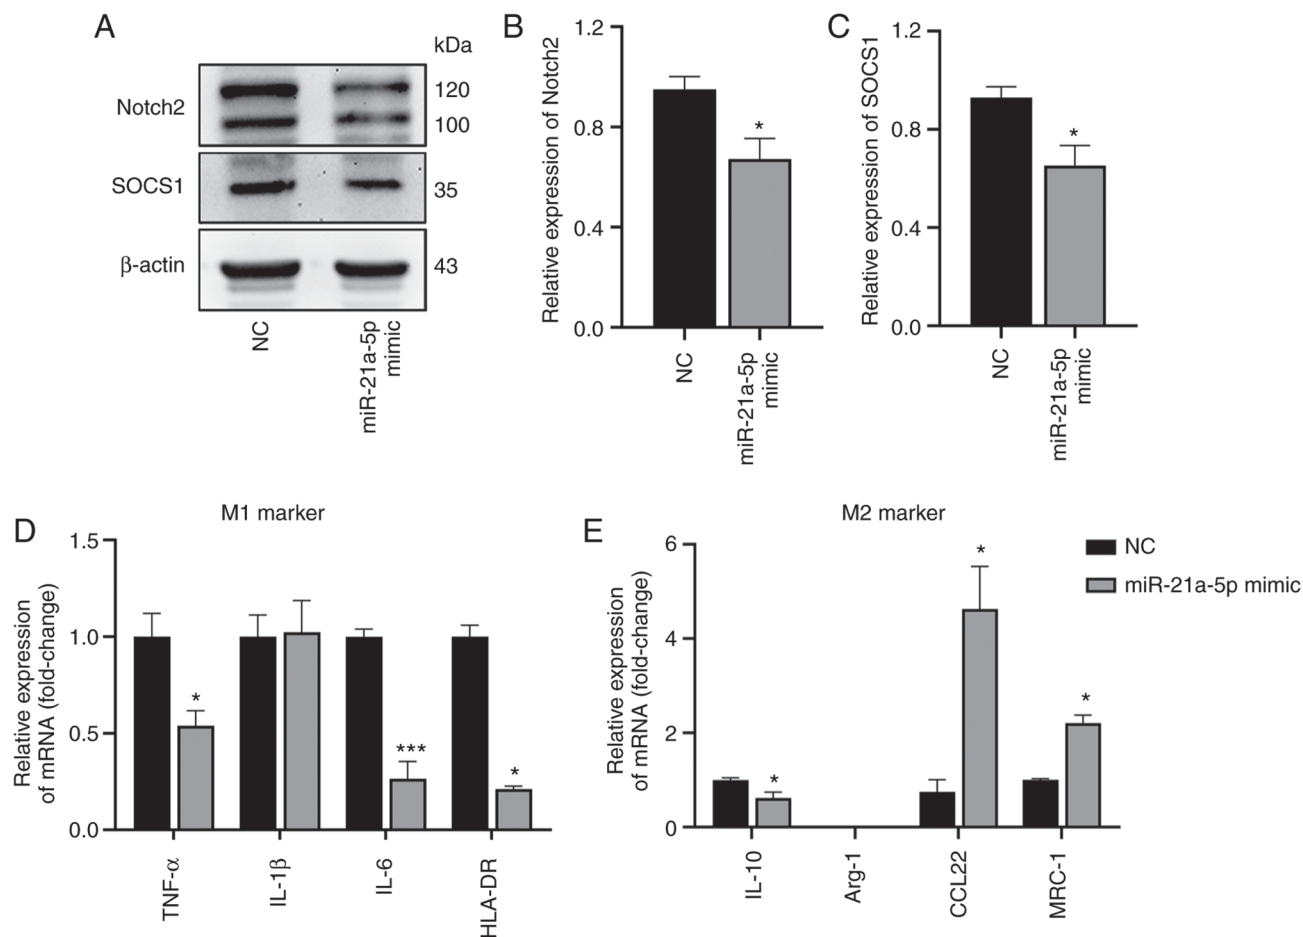 A
kDa
Notch2
120
100
SOCS1
35
β-actin
43
NC
miR-21a-5p
mimic
B
Relative expression of Notch2
1.2
0.8
0.4
0.0
*
NC
miR-21a-5p
mimic
C
Relative expression of SOCS1
1.2
0.8
0.4
0.0
*
NC
miR-21a-5p
mimic
D
M1 marker
Relative expression
of mRNA (fold-change)
1.5
1.0
0.5
0.0
*
***
*
TNF-α
IL-1β
IL-6
HLA-DR
E
M2 marker
Relative expression
of mRNA (fold-change)
6
4
2
0
*
*
*
IL-10
Arg-1
CCL22
MRC-1
NC
miR-21a-5p mimic